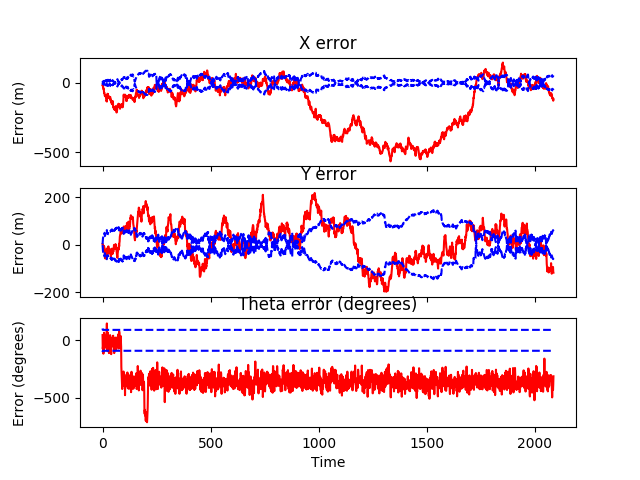 X error
0
−500
Error (m)
Y error
200
0
−200
Error (m)
Theta error (degrees)
0
−500
Error (degrees)
0 500 1000 1500 2000
Time